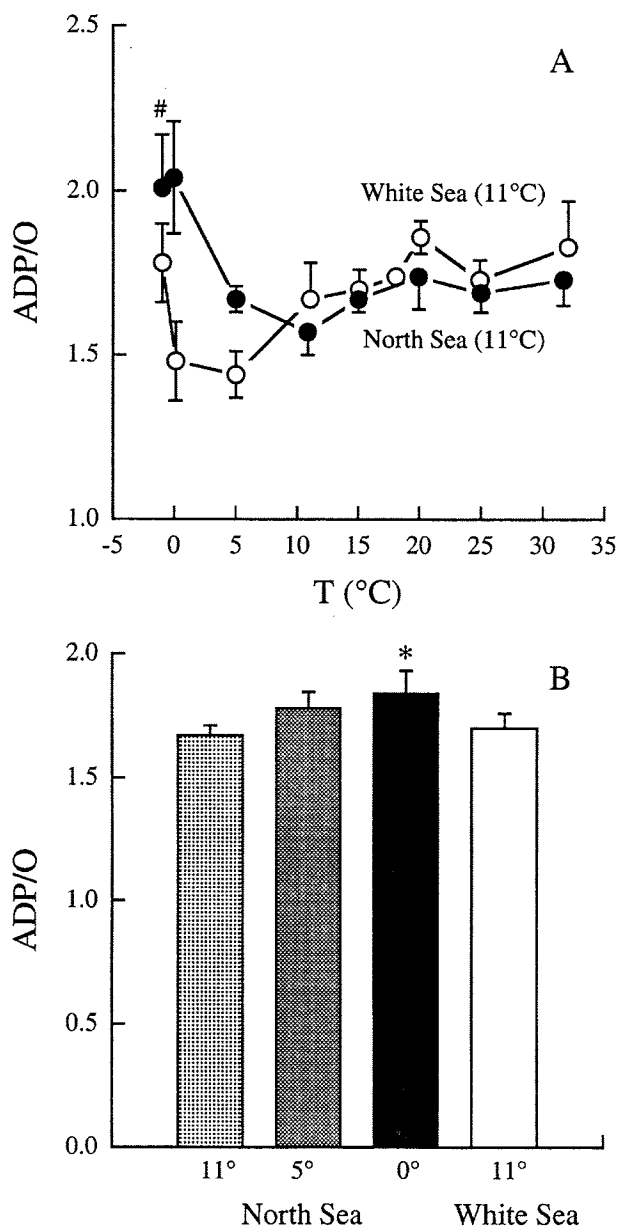 A
2.5
#
2.0
White Sea (11°C)
ADP/O
1.5
North Sea (11°C)
1.0
-5 0 5 10 15 20 25 30 35
T (°C)
2.0
*
B
1.5
ADP/O
1.0
0.5
0.0
11° 5° 0° 11°
North Sea White Sea